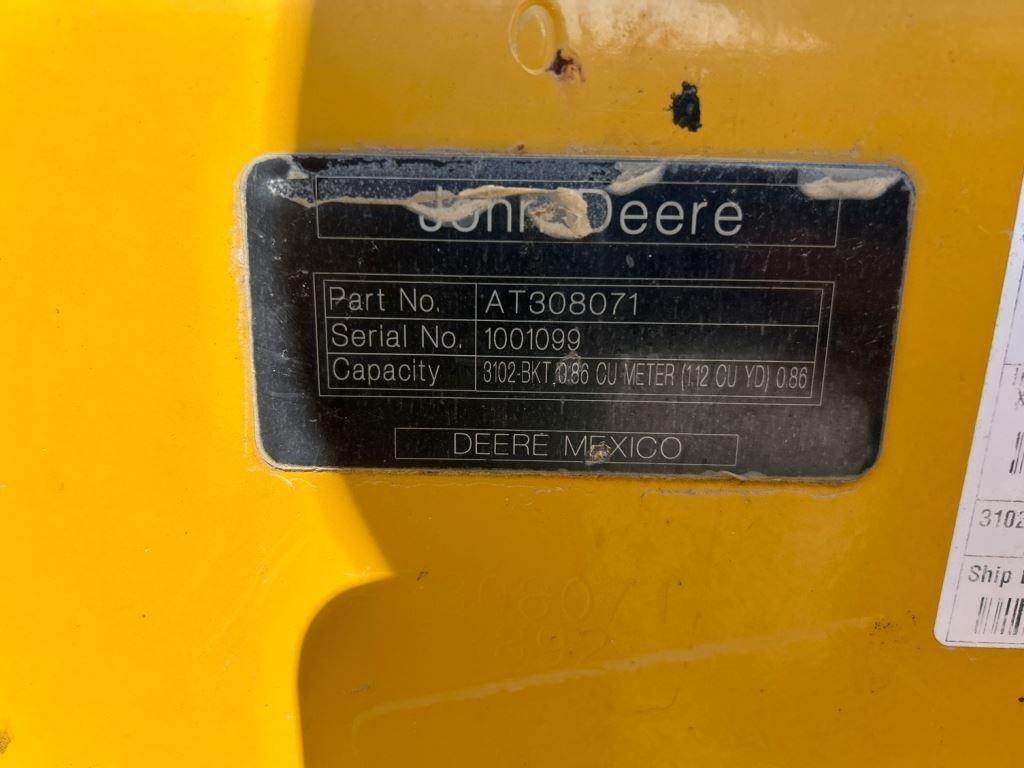 John Deere
Part No. AT308071
Serial No. 1001099
Capacity 3102-BKT, 0.86 CU METER (1.12 CU YD) 0.86
DEERE MEXICO
3102
Ship